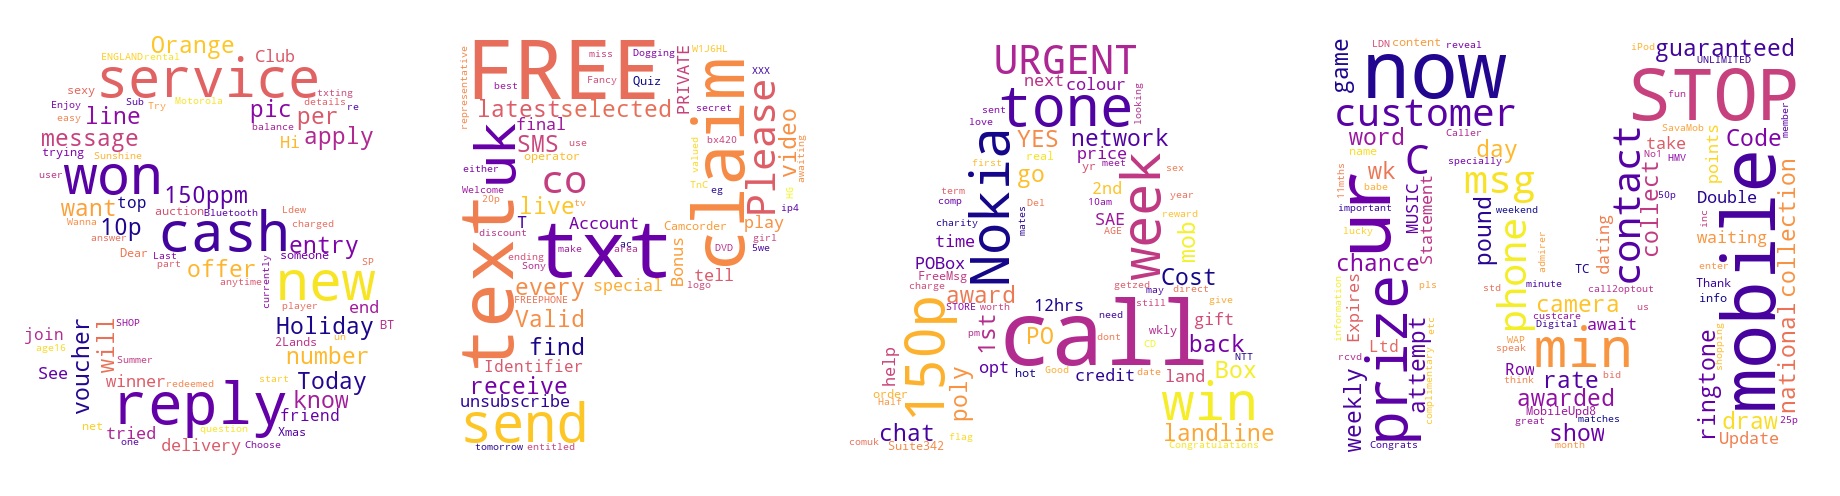 Orange
ENGLANDrental
Club
service
sexy
txting
Enjoy
Sub
Try
Motorola
details
re
easy
line
pic
per
balance
message
Hi
apply
trying
Sunshine
user
won
150ppm
want
top
auction
Bluetooth
Ldew
Wanna
10p
charged
answer
cash
entry
Dear
Last
someone
part
offer
SP
anytime
currently
new
player
end
join
SHOP
Holiday
BT
age16
voucher
will
2Lands
un
Summer
number
See
winner
redeemed
start
Today
reply
know
friend
net
tried
question
Xmas
one
delivery
Choose
FREE
miss
Dogging
W1J6HL
representative
best
Fancy
Quiz
PRIVATE
xxx
latestselected
secret
claim
Please
video
final
uk
SMS
use
bx420
operator
valued
awaiting
either
co
TnC
eg
HG
Welcome
20p
live
tv
ip4
T
Account
Camcorder
play
discount
text
txt
ac
make
area
DVD
girl
5we
ending
Sony
Bonus
tell
every
special
logo
FREEPHONE
Valid
find
Identifier
receive
unsubscribe
send
tomorrow
entitled
URGENT
next
colour
looking
sent
tone
love
Nokia
YES
network
first
real
price
meet
yr
sex
go
week
term
comp
Del
2nd
10am
year
charity
mates
SAE
reward
time
AGE
mob
POBox
FreeMsg
Cost
charge
award
getzed
may
direct
STORE
worth
12hrs
still
give
150p
1st
pm
PO
call
need
wkly
gift
dont
CD
back
NTT
help
opt
hot
Good
credit
date
land
Box
order
Half
poly
win
chat
flag
landline
comuk
Suite342
Congratulations
LDN
content
reveal
game
now
customer
word
Caller
name
C
day
specially
11mths
wk
babe
msg
important
ur
MUSIC
Statement
pound
weekend
lucky
chance
phone
admirer
information
Expires
prize
pls
std
minute
etc
camera
custcare
Digital
await
rcvd
Ltd
attempt
WAP
speak
min
weekly
complimentary
Row
think
rate
bid
awarded
MobileUpd8
great
matches
show
Congrats
month
iPod
guaranteed
UNLIMITED
STOP
fun
member
SavaMob
contact
take
points
Code
No1
HMV
collect
50p
Double
dating
inc
waiting
mobile
nationalcollection
TC
enter
call2optout
Thank
us
info
ringtone
shopping
draw
25p
Update